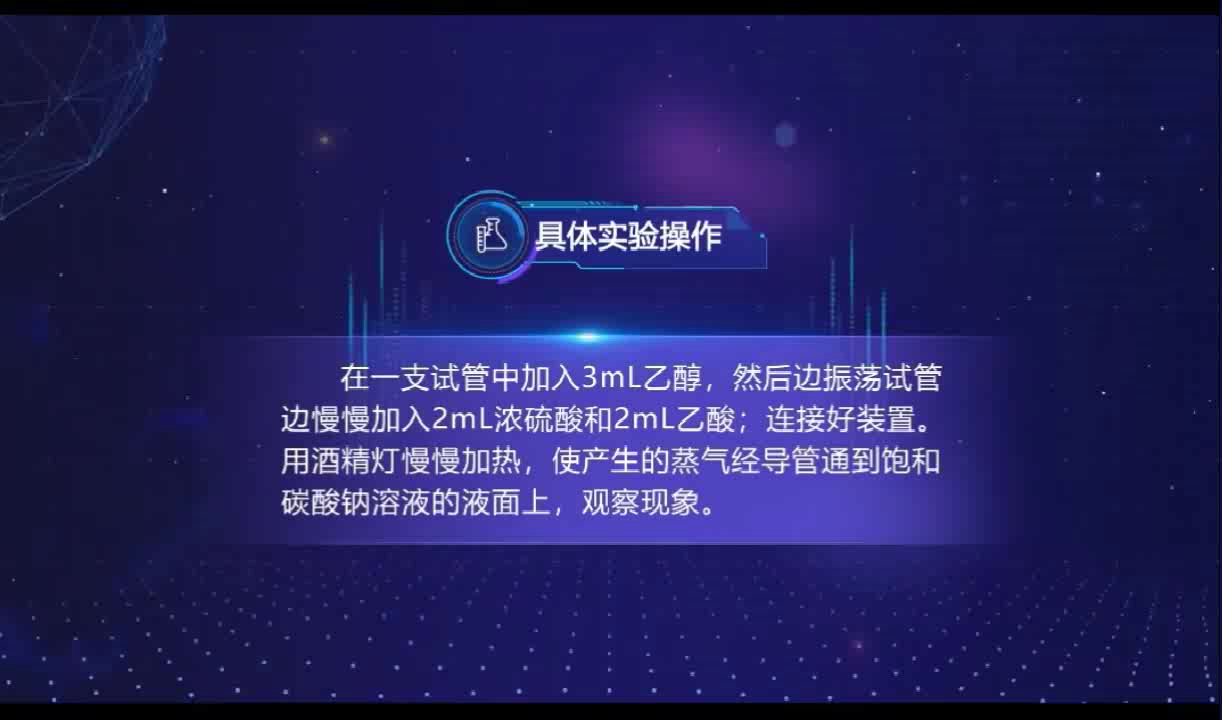 具体实验操作
在一支试管中加入3mL乙醇，然后边振荡试管
边慢慢加入2mL浓硫酸和2mL乙酸；连接好装置。
用酒精灯慢慢加热，使产生的蒸气经导管通到饱和
碳酸钠溶液的液面上，观察现象。